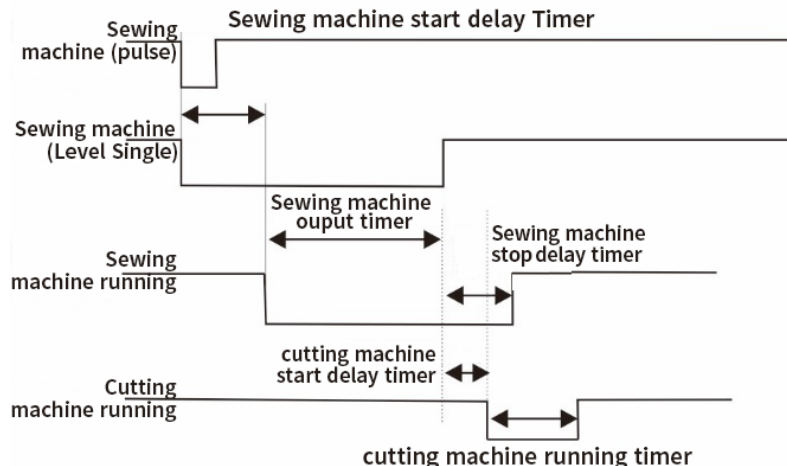 Sewing machine start delay Timer
Sewing
machine (pulse)
Sewing machine
(Level Single)
Sewing machine
ouput timer
Sewing machine
stop delay timer
Sewing
machine running
cutting machine
start delay timer
Cutting
machine running
cutting machine running timer